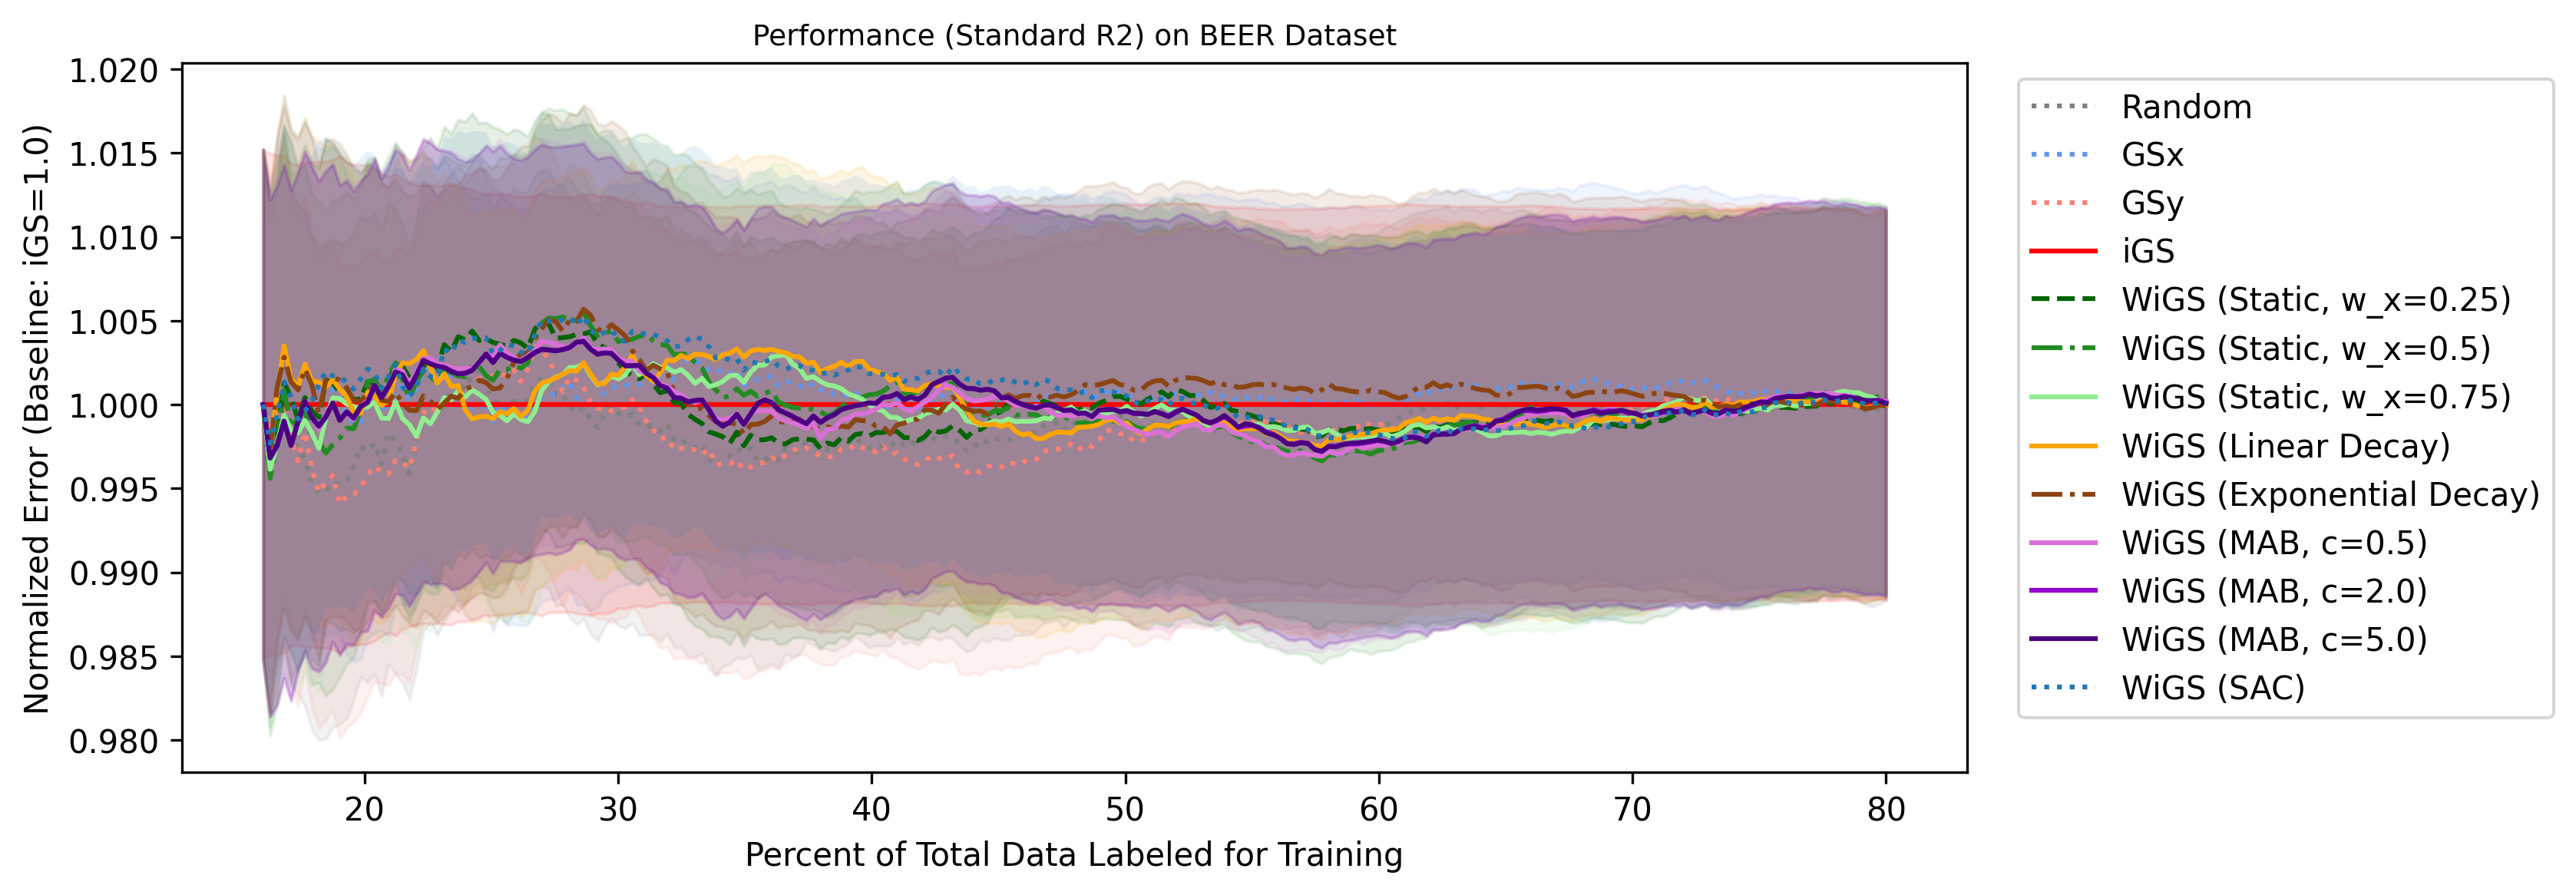 Performance (Standard R2) on BEER Dataset
Normalized Error (Baseline: iGS=1.0)
1.020
1.015
1.010
1.005
1.000
0.995
0.990
0.985
0.980
20
30
40
50
60
70
80
Percent of Total Data Labeled for Training
Random
GSx
GSy
iGS
WiGS (Static, w_x=0.25)
WiGS (Static, w_x=0.5)
WiGS (Static, w_x=0.75)
WiGS (Linear Decay)
WiGS (Exponential Decay)
WiGS (MAB, c=0.5)
WiGS (MAB, c=2.0)
WiGS (MAB, c=5.0)
WiGS (SAC)